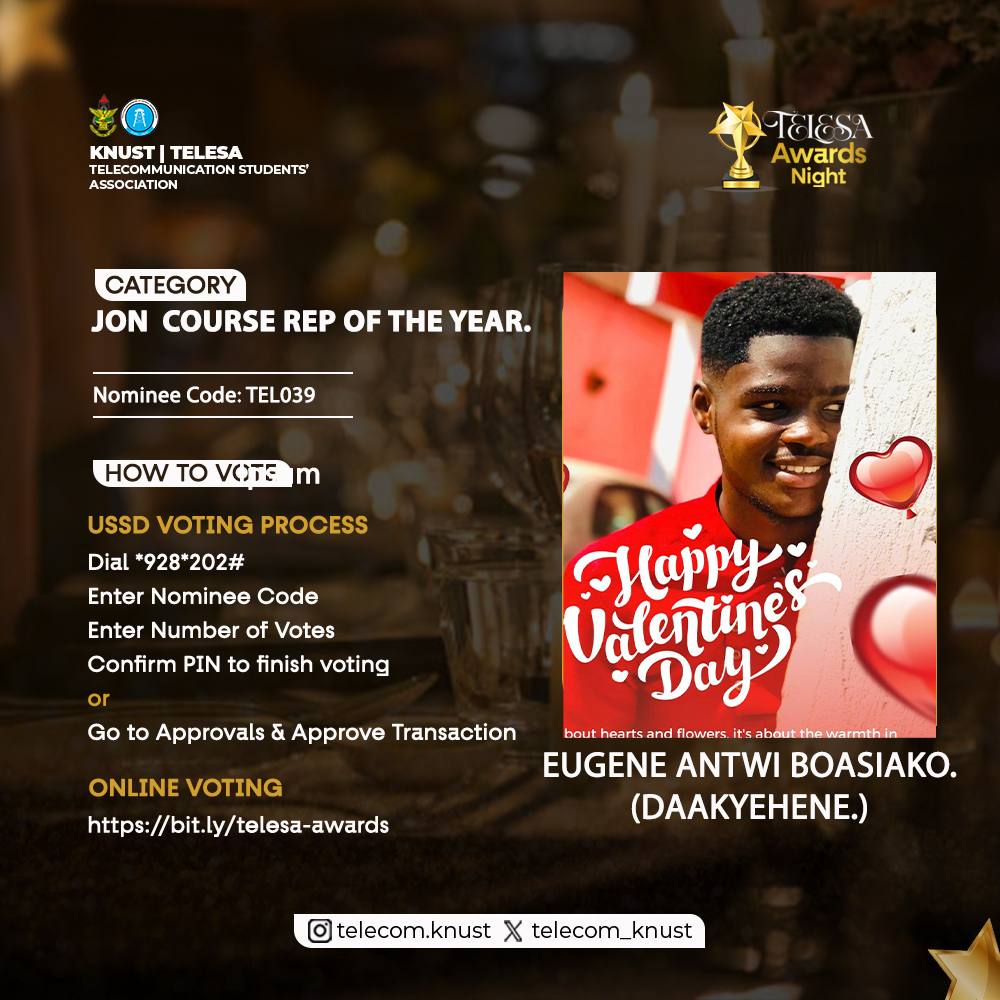 KNUST | TELESA
TELECOMMUNICATION STUDENTS'
ASSOCIATION
TELESA
Awards
Night
CATEGORY
JON COURSE REP OF THE YEAR.
Nominee Code: TEL039
HOW TO VOTE
USSD VOTING PROCESS
Dial *928*202#
Enter Nominee Code
Enter Number of Votes
Confirm PIN to finish voting
or
Go to Approvals & Approve Transaction
ONLINE VOTING
https://bit.ly/telesa-awards
Happy
Valentine's
Day
bout hearts and flowers, it's about the warmth in
EUGENE ANTWI BOASIAKO.
(DAAKYEHENE.)
telecom.knust telecom_knust